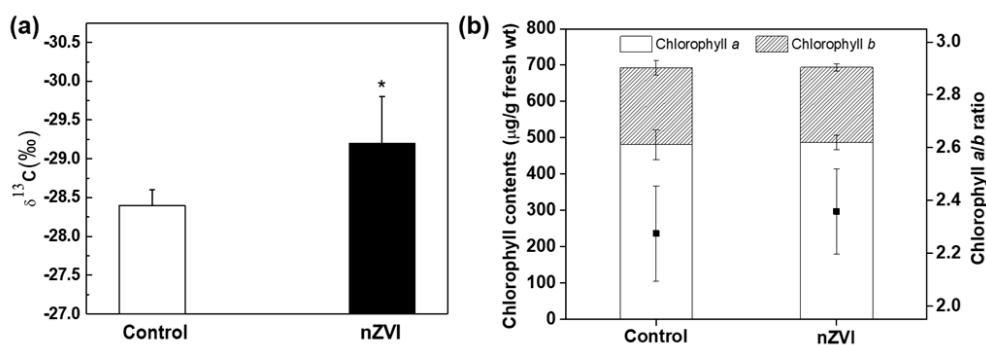 (a)
δ¹³C(‰)
-30.5
-30.0
-29.5
-29.0
-28.5
-28.0
-27.5
-27.0
*
Control
nZVI
(b)
Chlorophyll contents (μg/g fresh wt)
800
700
600
500
400
300
200
100
0
Chlorophyll a
Chlorophyll b
3.0
2.8
2.6
2.4
2.2
2.0
Chlorophyll a/b ratio
Control
nZVI